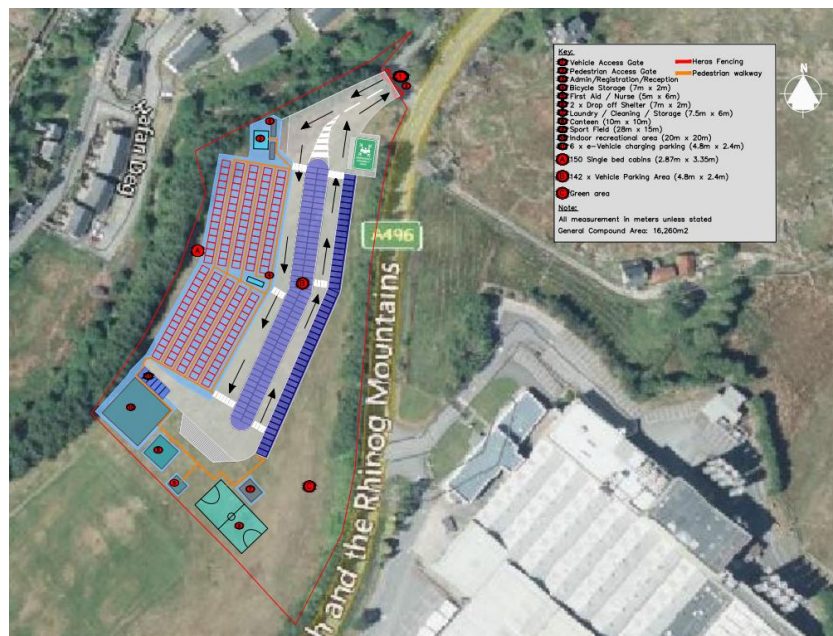 Key:
Vehicle Access Gate
Pedestrian Access Gate
Admin/Registration/Reception
Bicycle Storage (7m x 2m)
First Aid / Nurse (5m x 6m)
2 x Drop off Shelter (7m x 2m)
Laundry / Cleaning / Storage (7.5m x 6m)
Canteen (10m x 10m)
Sport Field (28m x 15m)
Indoor recreational area (20m x 20m)
6 x e-Vehicle charging parking (4.8m x 2.4m)
150 Single bed cabins (2.87m x 3.35m)
142 x Vehicle Parking Area (4.8m x 2.4m)
Green area
Heras Fencing
Pedestrian walkway
Note:
All measurement in meters unless stated
General Compound Area: 16,260m2
N
A496
h and the Rhinog Mountains